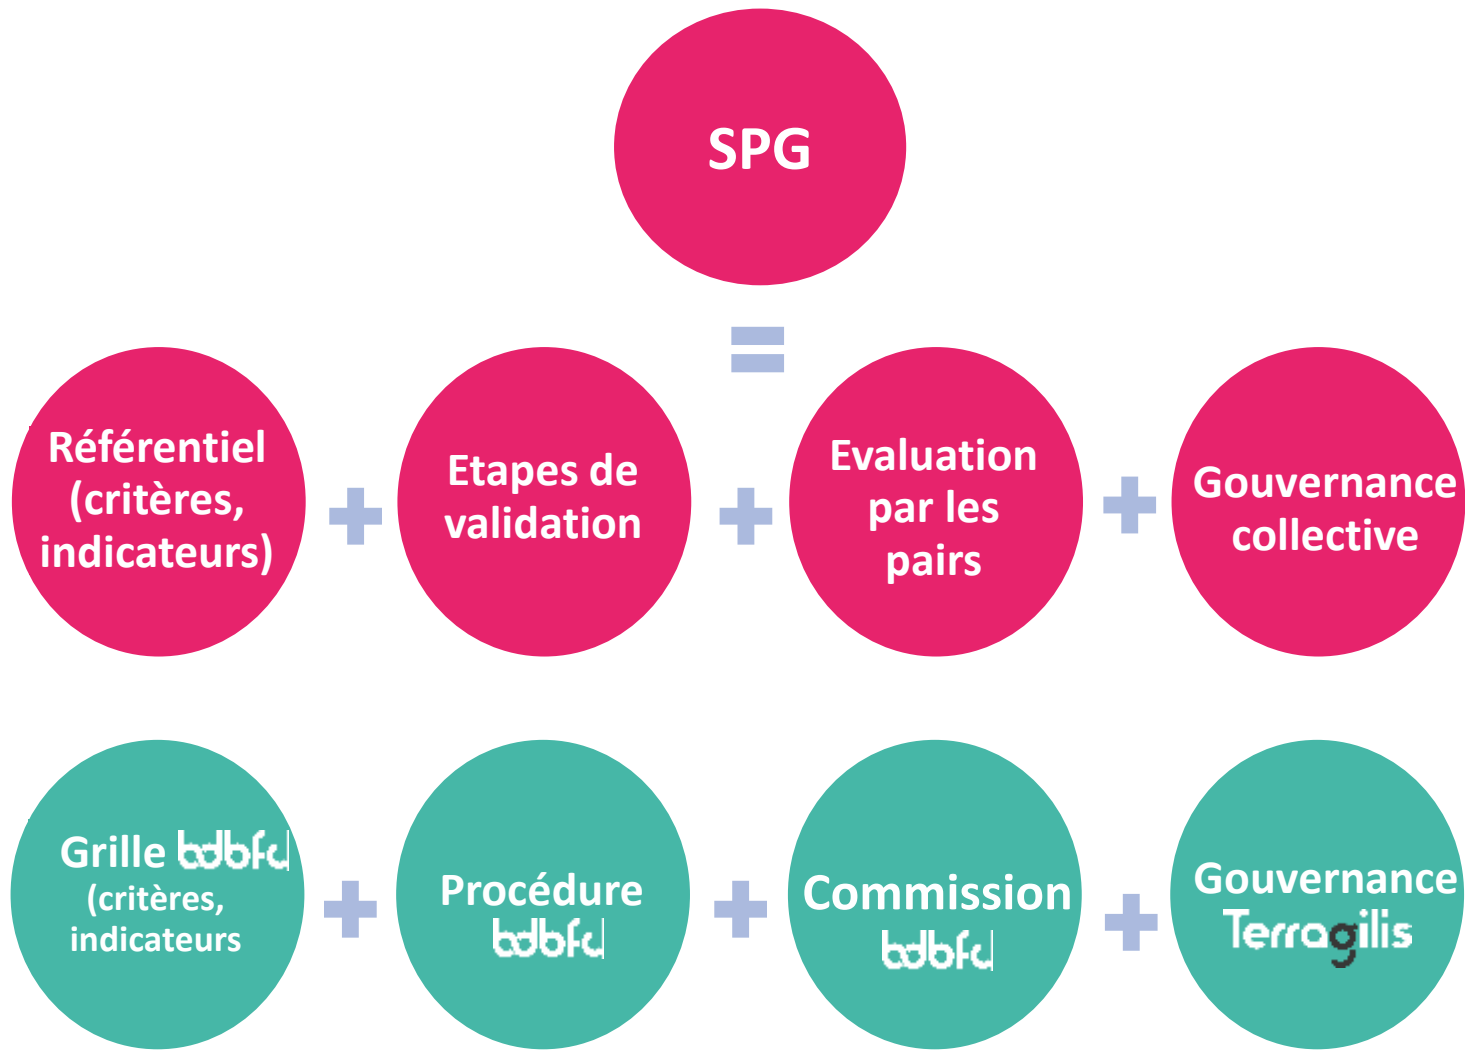 SPG
=
Référentiel
(critères,
indicateurs)
+
Etapes de
validation
+
Evaluation
par les
pairs
+
Gouvernance
collective
Grille bdbfc
(critères,
indicateurs
+
Procédure
bdbfc
+
Commission
bdbfc
+
Gouvernance
Terragilis